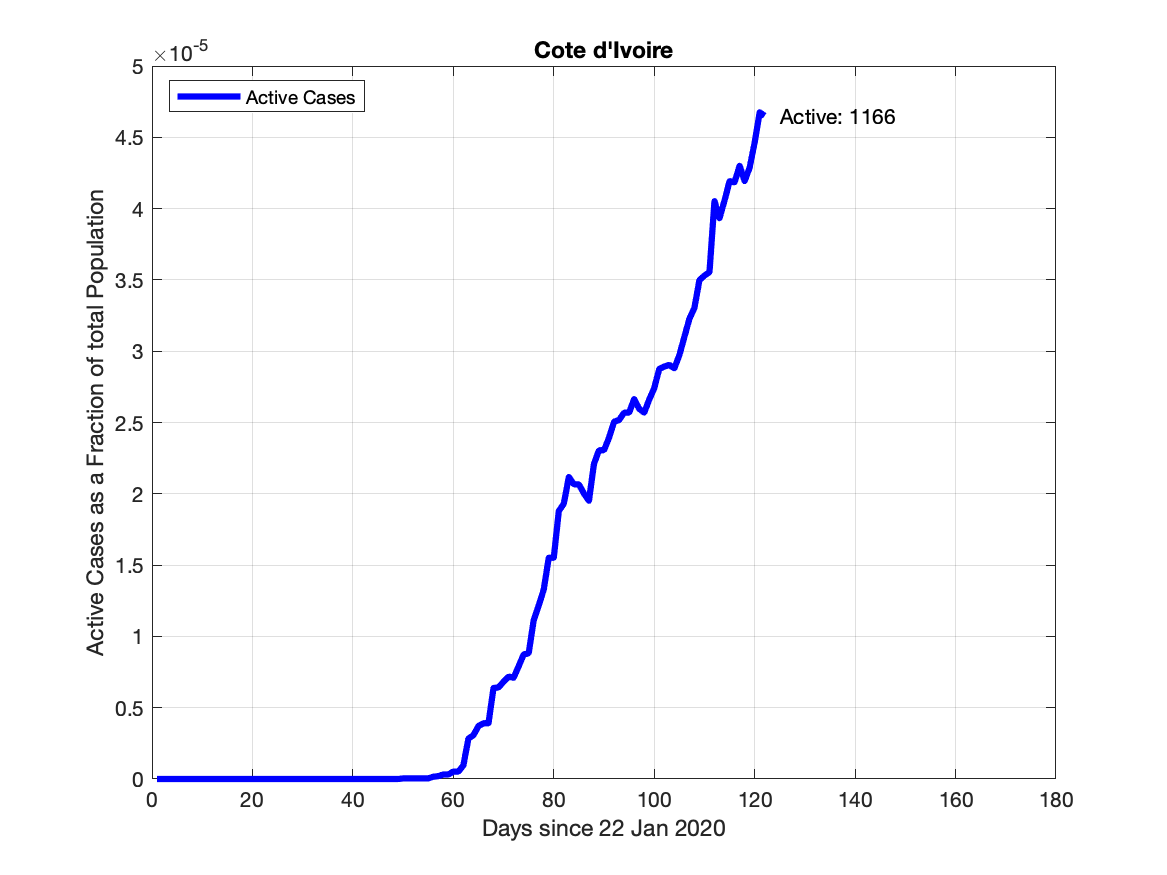 ×10-5
Cote d'Ivoire
5
4.5
4
3.5
3
2.5
2
1.5
1
0.5
0
Active Cases as a Fraction of total Population
Active Cases
Active: 1166
0 20 40 60 80 100 120 140 160 180
Days since 22 Jan 2020